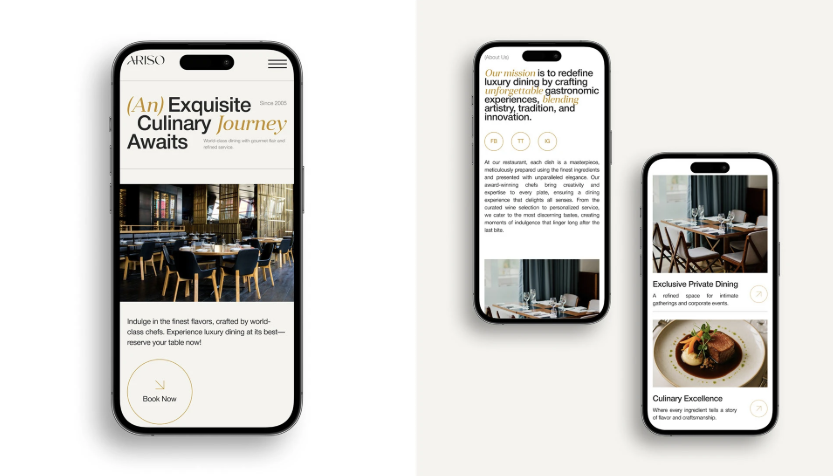 ARISO
(An) Exquisite
Since 2005
Culinary Journey
Awaits
World-class dining with gourmet flair and
refined service.
Indulge in the finest flavors, crafted by world-
class chefs. Experience luxury dining at its best—
reserve your table now!
Book Now
(About Us)
Our mission is to redefine
luxury dining by crafting
unforgettable gastronomic
experiences, blending
artistry, tradition, and
innovation.
FB
TT
IG
At our restaurant, each dish is a masterpiece,
meticulously prepared using the finest ingredients
and presented with unparalleled elegance. Our
award-winning chefs bring creativity and
expertise to every plate, ensuring a dining
experience that delights all senses. From the
curated wine selection to personalized service,
we cater to the most discerning tastes, creating
moments of indulgence that linger long after the
last bite.
Exclusive Private Dining
A refined space for intimate
gatherings and corporate events.
Culinary Excellence
Where every ingredient tells a story
of flavor and craftsmanship.